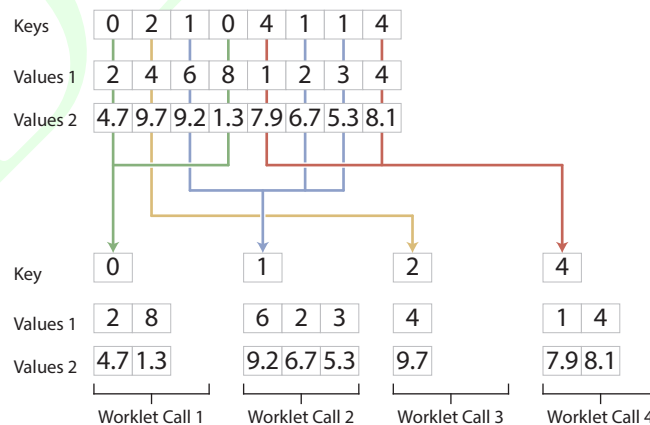 Keys 0 2 1 0 4 1 1 4
Values 1 2 4 6 8 1 2 3 4
Values 2 4.7 9.7 9.2 1.3 7.9 6.7 5.3 8.1
Key 0 1 2 4
Values 1 2 8 6 2 3 4 1 4
Values 2 4.7 1.3 9.2 6.7 5.3 9.7 7.9 8.1
Worklet Call 1 Worklet Call 2 Worklet Call 3 Worklet Call 4